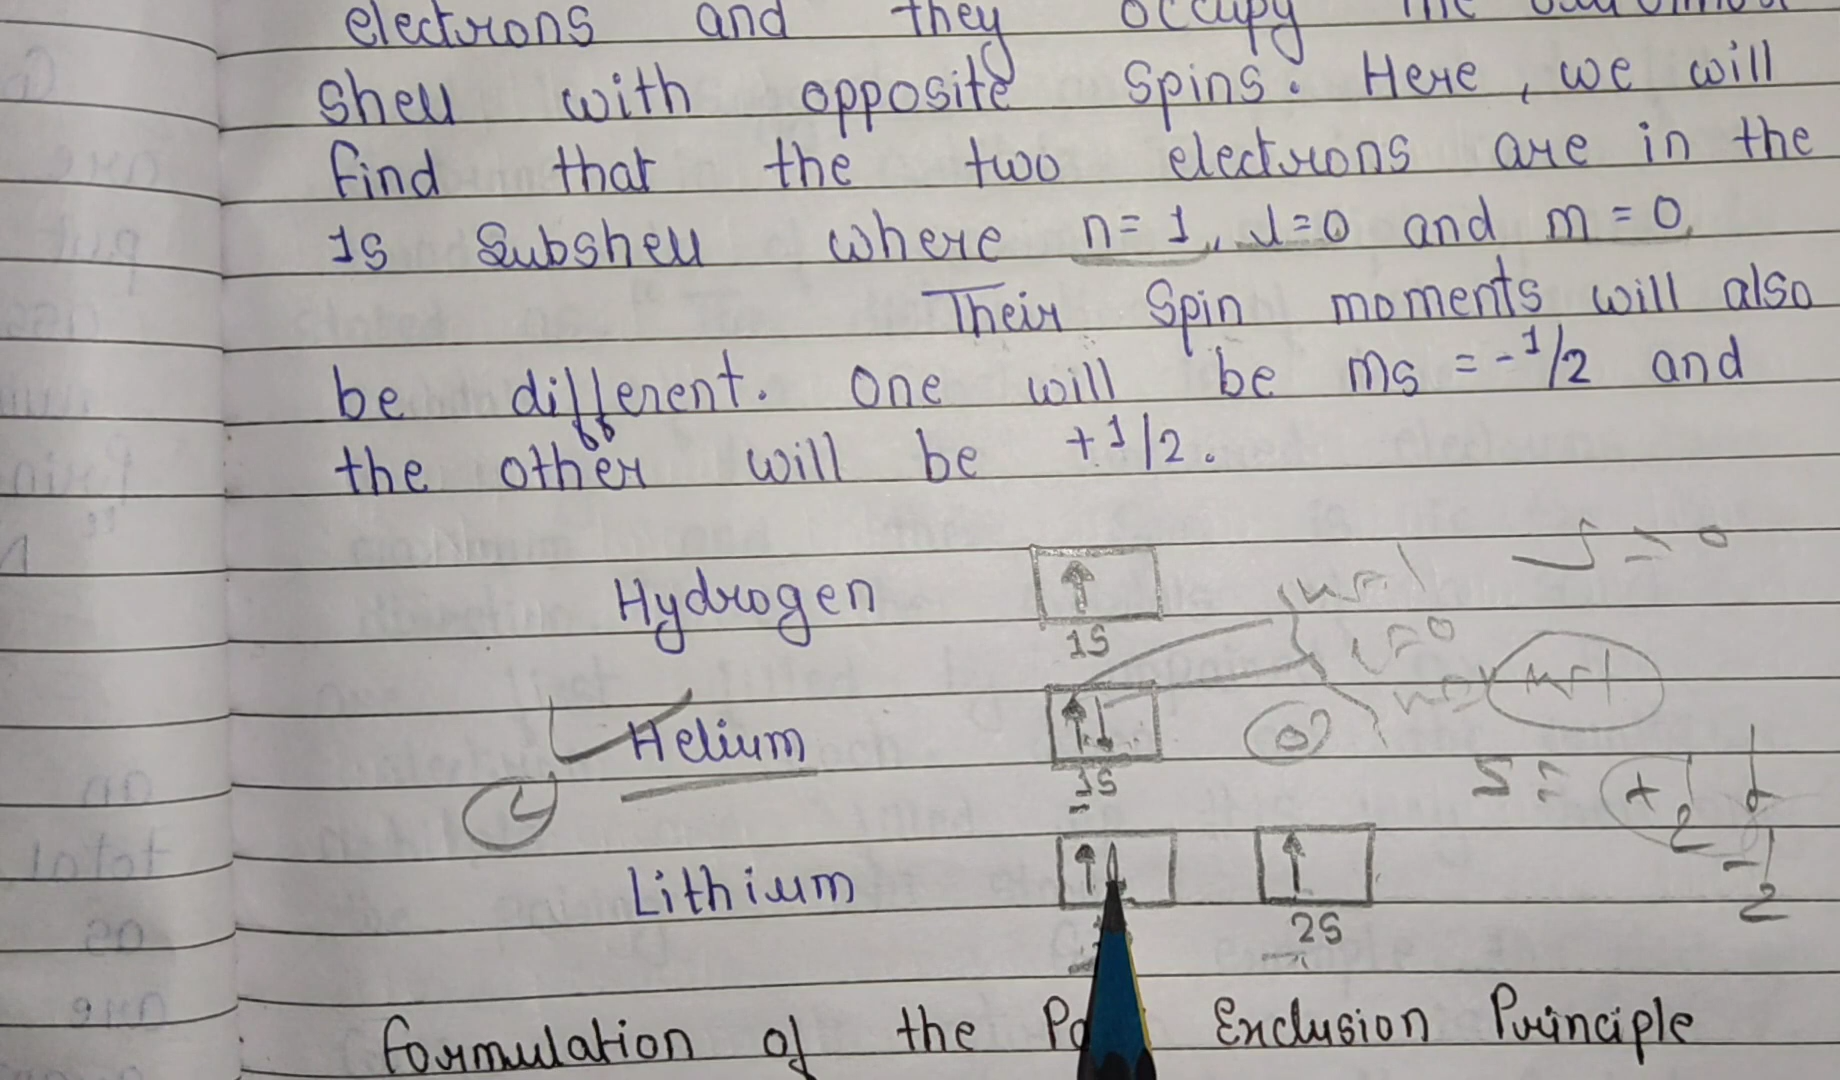 electrons and they occupy the
shell with opposite spins. Here, we will
find that the two electrons are in the
1s subshell where n=1, l=0 and m=0
Their spin moments will also
be different. One will be ms = -1/2 and
the other will be +1/2.
Hydrogen
1S
Helium
1S
Lithium
2S
formulation of the Exclusion Principle